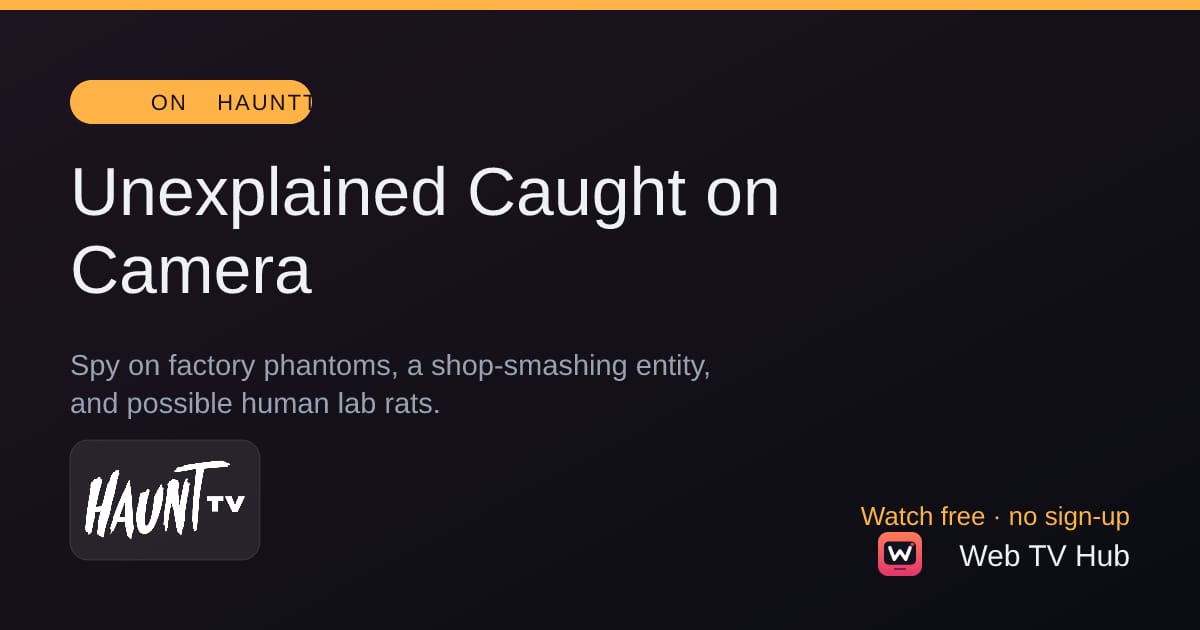 ON HAUNTTV
Unexplained Caught on
Camera
Spy on factory phantoms, a shop-smashing entity,
and possible human lab rats.
HAUNT TV
Watch free · no sign-up
W
Web TV Hub